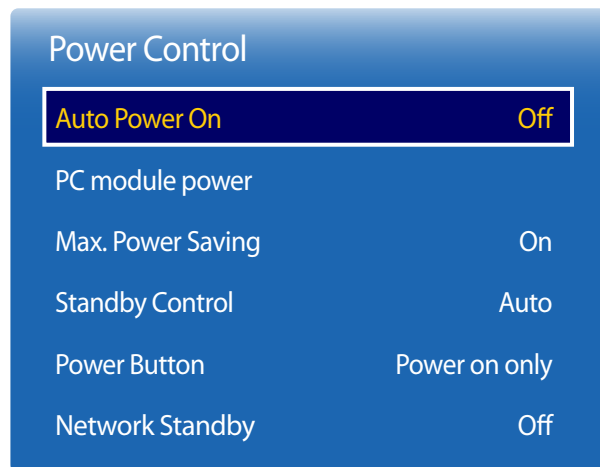 Power Control
Auto Power On Off
PC module power
Max. Power Saving On
Standby Control Auto
Power Button Power on only
Network Standby Off